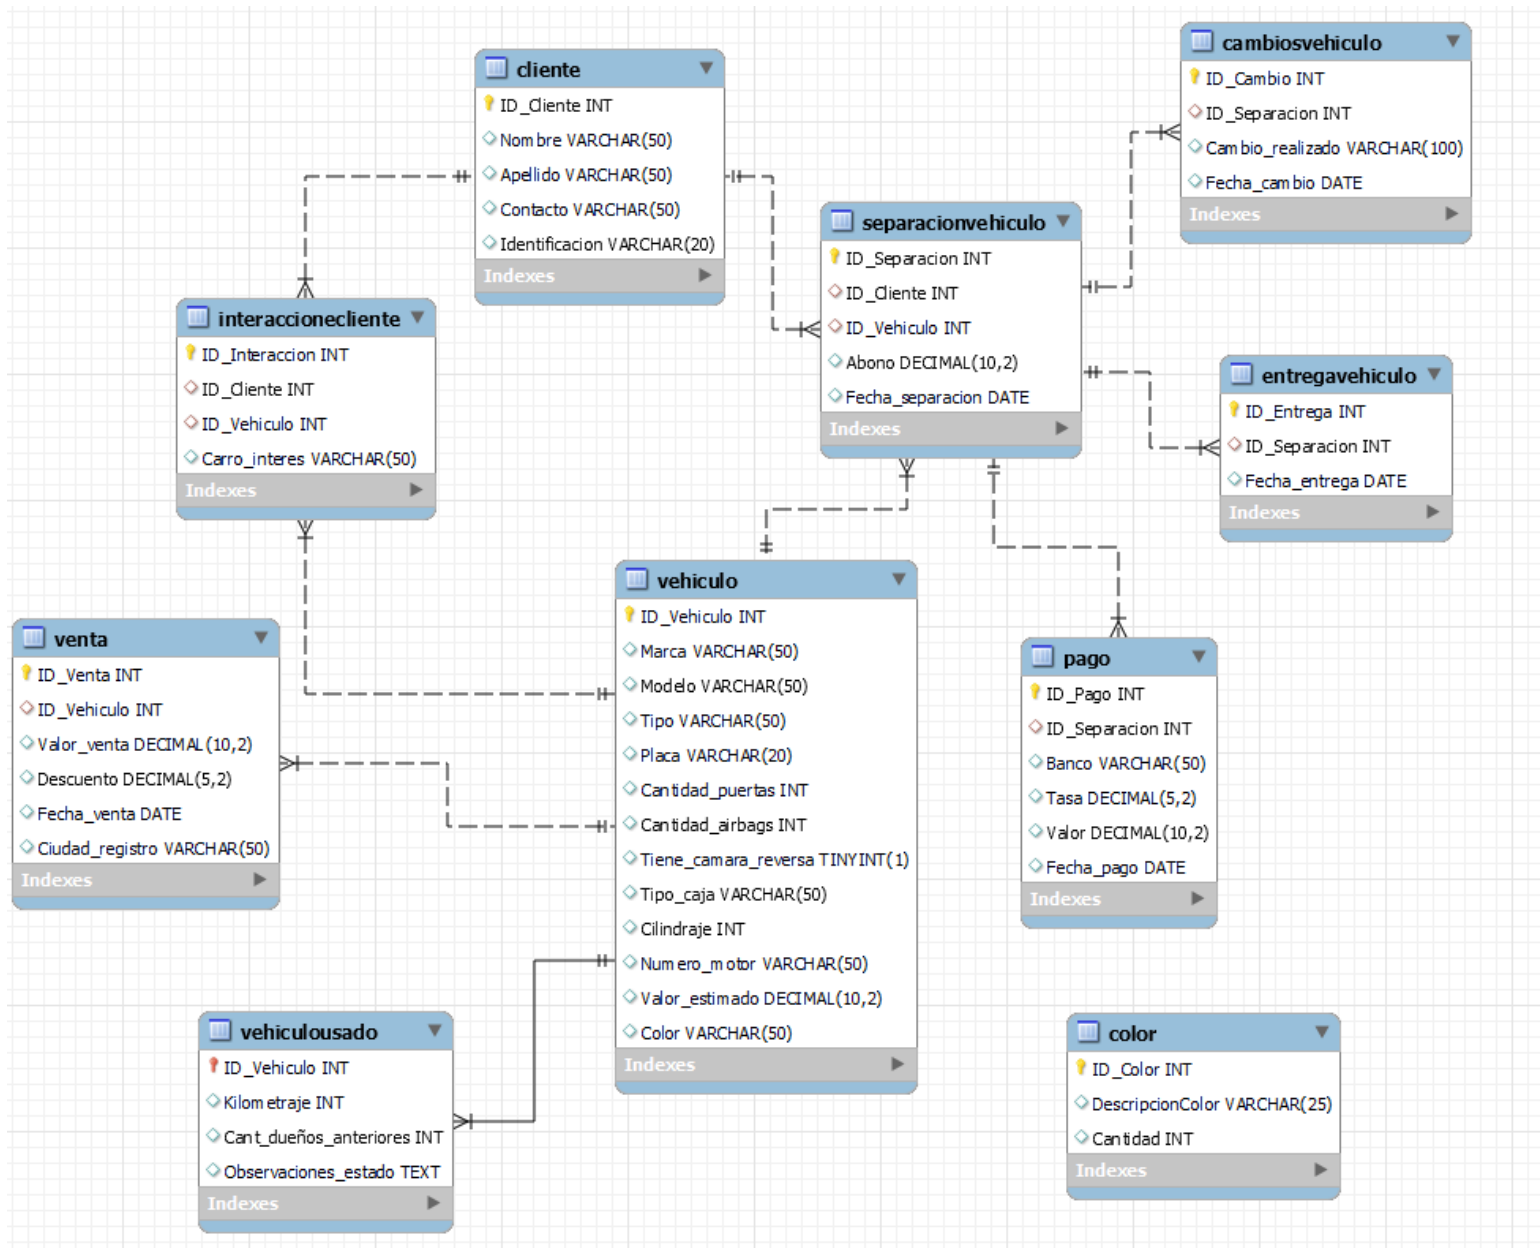 cliente
ID_Cliente INT
Nombre VARCHAR(50)
Apellido VARCHAR(50)
Contacto VARCHAR(50)
Identificacion VARCHAR(20)
Indexes
cambiosvehiculo
ID_Cambio INT
ID_Separacion INT
Cambio_realizado VARCHAR(100)
Fecha_cambio DATE
Indexes
separacionvehiculo
ID_Separacion INT
ID_Cliente INT
ID_Vehiculo INT
Abono DECIMAL(10,2)
Fecha_separacion DATE
Indexes
interaccionecliente
ID_Interaccion INT
ID_Cliente INT
ID_Vehiculo INT
Carro_interes VARCHAR(50)
Indexes
entregavehiculo
ID_Entrega INT
ID_Separacion INT
Fecha_entrega DATE
Indexes
vehiculo
ID_Vehiculo INT
Marca VARCHAR(50)
Modelo VARCHAR(50)
Tipo VARCHAR(50)
Placa VARCHAR(20)
Cantidad_puertas INT
Cantidad_airbags INT
Tiene_camara_reversa TINYINT(1)
Tipo_caja VARCHAR(50)
Cilindraje INT
Numero_motor VARCHAR(50)
Valor_estimado DECIMAL(10,2)
Color VARCHAR(50)
Indexes
venta
ID_Venta INT
ID_Vehiculo INT
Valor_venta DECIMAL(10,2)
Descuento DECIMAL(5,2)
Fecha_venta DATE
Ciudad_registro VARCHAR(50)
Indexes
pago
ID_Pago INT
ID_Separacion INT
Banco VARCHAR(50)
Tasa DECIMAL(5,2)
Valor DECIMAL(10,2)
Fecha_pago DATE
Indexes
vehiculousado
ID_Vehiculo INT
Kilometraje INT
Cant_dueños_anteriores INT
Observaciones_estado TEXT
Indexes
color
ID_Color INT
DescripcionColor VARCHAR(25)
Cantidad INT
Indexes